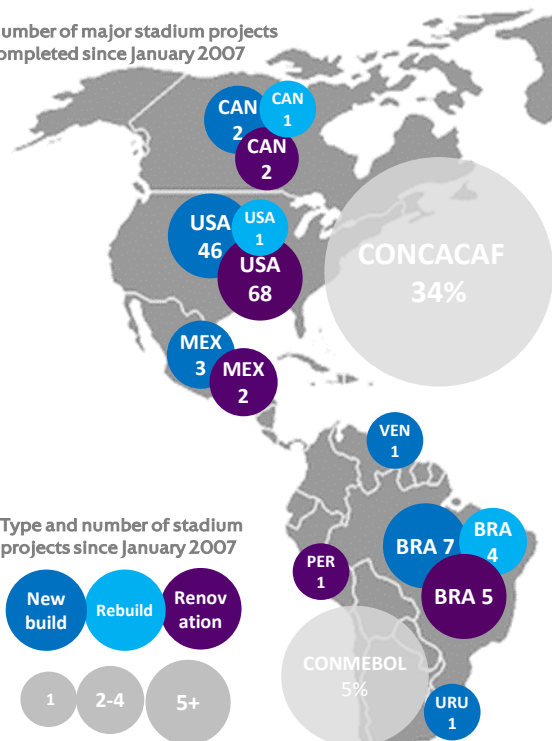 umber of major stadium projects
ompleted since January 2007
CAN
2
CAN
1
CAN
2
USA
46
USA
1
USA
68
CONCACAF
34%
MEX
3
MEX
2
VEN
1
BRA 7
BRA
4
BRA 5
PER
1
CONMEBOL
5%
URU
1
Type and number of stadium
projects since January 2007
New
build
Rebuild
Renov
ation
1
2-4
5+